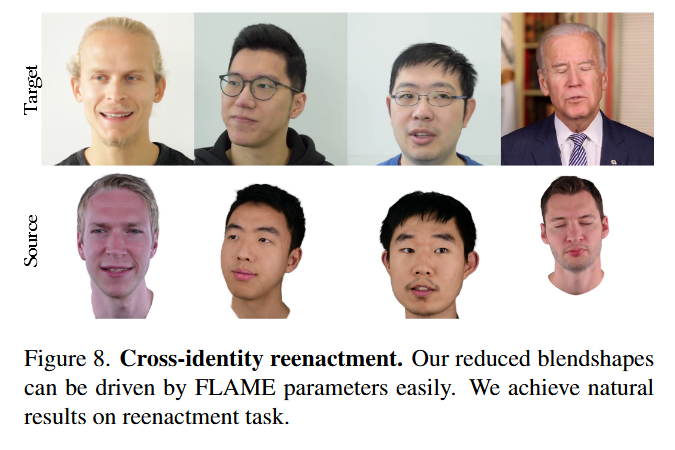 Target
Source
Figure 8. Cross-identity reenactment. Our reduced blendshapes
can be driven by FLAME parameters easily. We achieve natural
results on reenactment task.